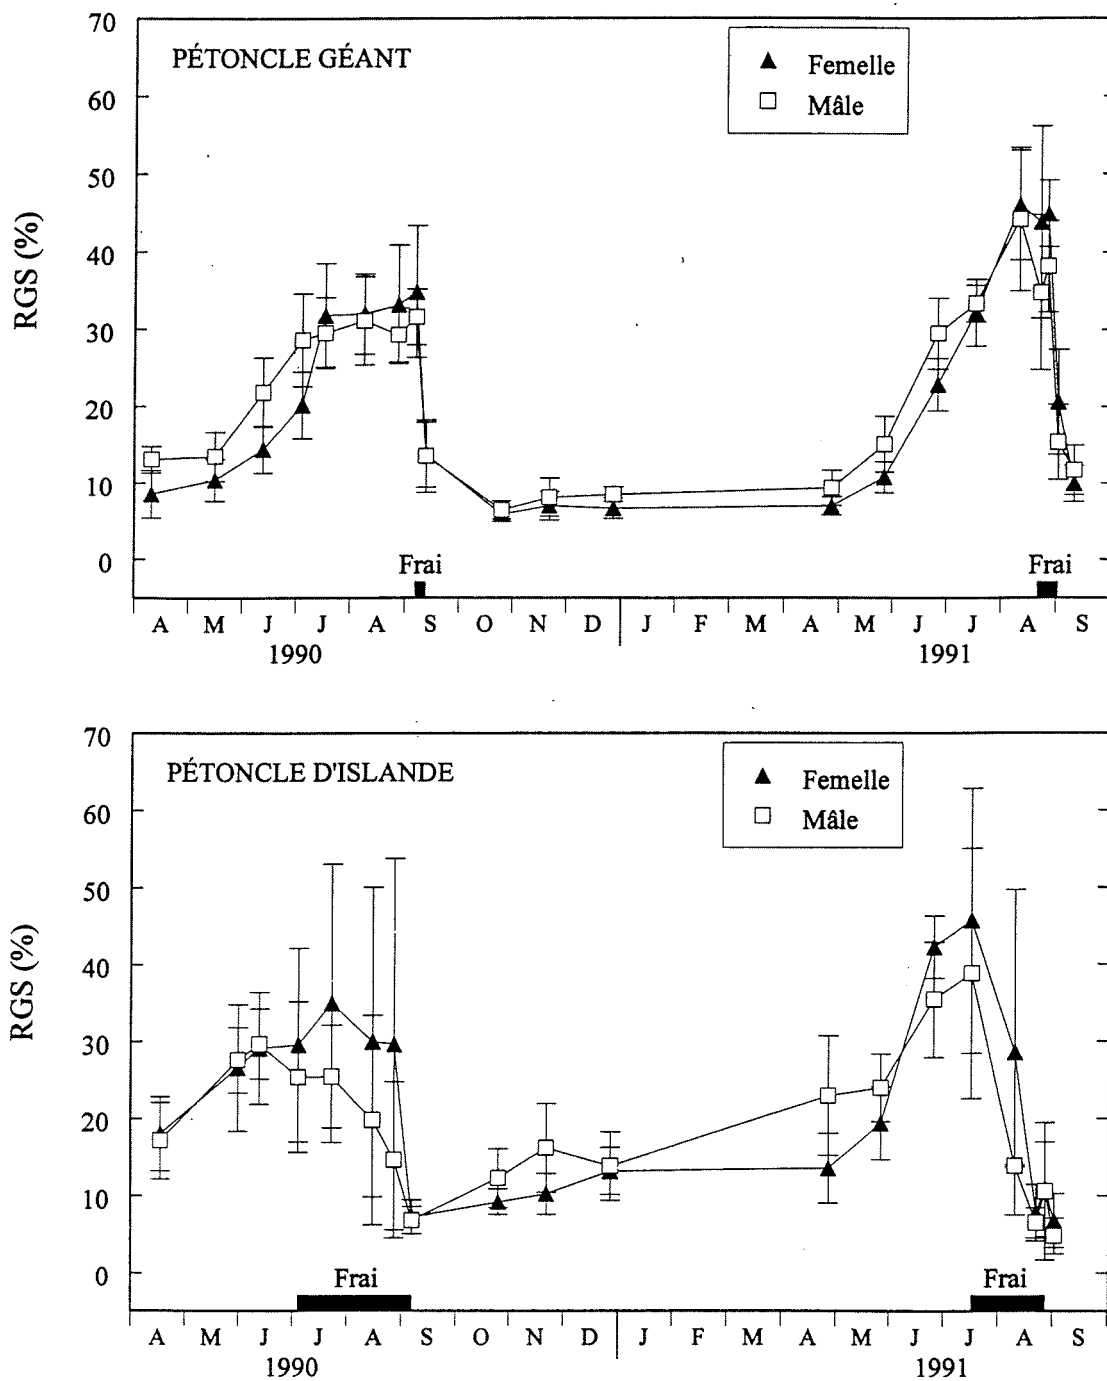 70
PÉTONCLE GÉANT
Femelle
Mâle
60
50
40
30
20
10
0
RGS (%)
Frai
Frai
A M J J A S O N D J F M A M J J A S
1990
1991
70
PÉTONCLE D'ISLANDE
Femelle
Mâle
60
50
40
30
20
10
0
RGS (%)
Frai
Frai
A M J J A S O N D J F M A M J J A S
1990
1991